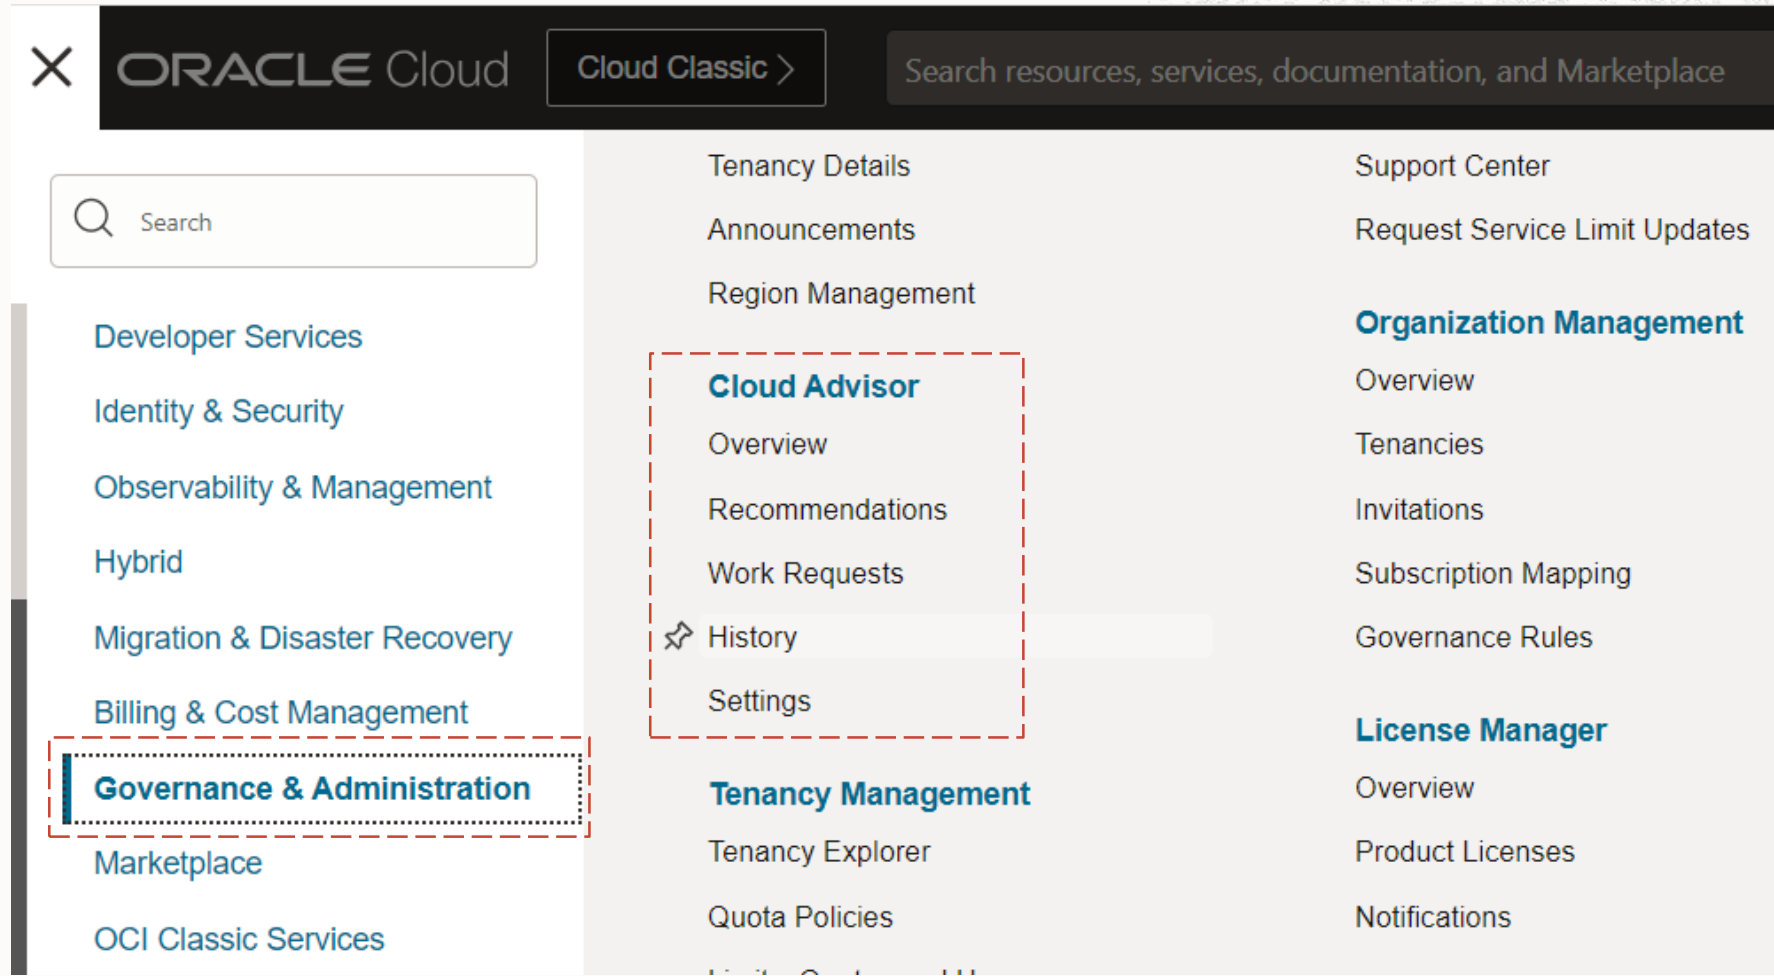 ORACLE Cloud
Cloud Classic
Search resources, services, documentation, and Marketplace
Search
Developer Services
Identity & Security
Observability & Management
Hybrid
Migration & Disaster Recovery
Billing & Cost Management
Governance & Administration
Marketplace
OCI Classic Services
Tenancy Details
Announcements
Region Management
Cloud Advisor
Overview
Recommendations
Work Requests
History
Settings
Tenancy Management
Tenancy Explorer
Quota Policies
Support Center
Request Service Limit Updates
Organization Management
Overview
Tenancies
Invitations
Subscription Mapping
Governance Rules
License Manager
Overview
Product Licenses
Notifications